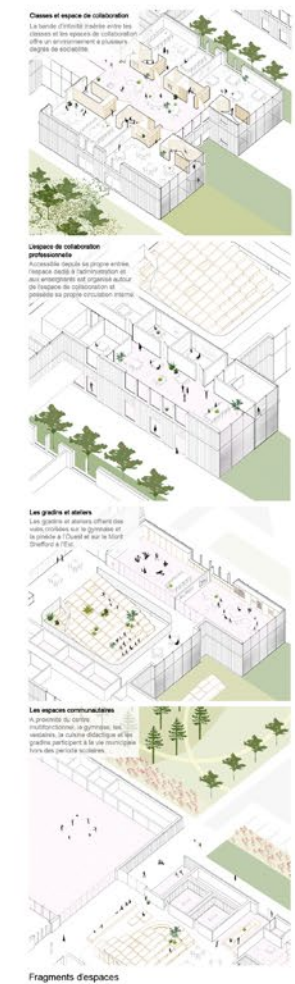 Classes et espace de collaboration
La bande d'intimité insérée entre les
classes et les espaces de collaboration
offre un environnement à plusieurs
degrés de sociabilité.
L'espace de collaboration
professionnelle
Accessible depuis sa propre entrée,
l'espace dédié à l'administration et
aux enseignants est organisé autour
de l'espace de collaboration et
possède sa propre circulation interne.
Les gradins et ateliers
Les gradins et ateliers offrent des
vues croisées sur le gymnase et
la pinède à l'Ouest et sur le Mont
Shefford à l'Est.
Les espaces communautaires
À proximité du centre
multifonctionnel, le gymnase, les
vestiaires, la cuisine didactique et les
gradins participent à la vie municipale
hors des périodes scolaires.
Fragments d'espaces